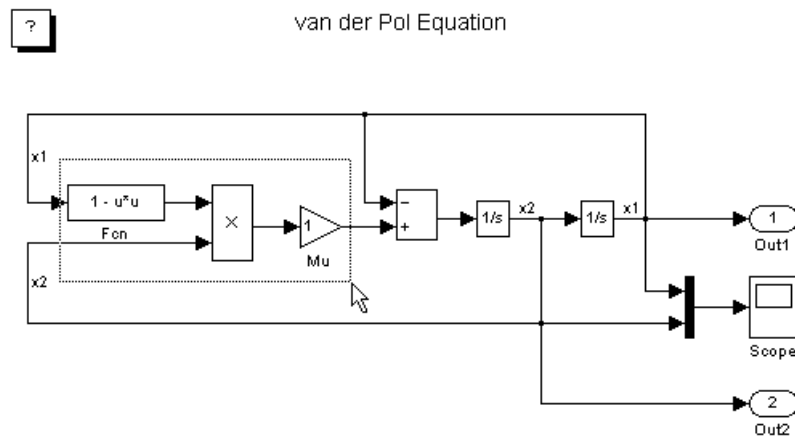 ?
van der Pol Equation
x1
1 - u*u
Fcn
×
1
Mu
−
+
1/s
x2
1/s
x1
1
Out1
x2
Scope
2
Out2